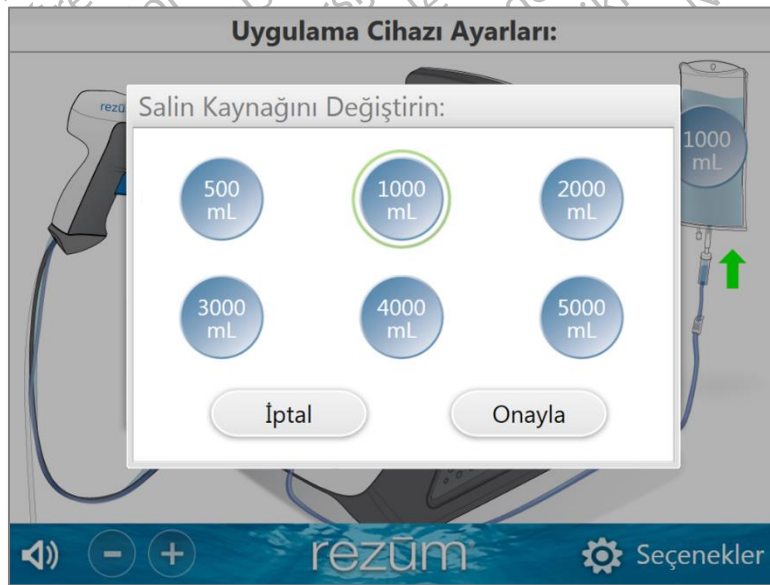 Uygulama Cihazı Ayarları:
Salin Kaynağını Değiştirin:
500
mL
1000
mL
2000
mL
3000
mL
4000
mL
5000
mL
İptal
Onayla
1000
mL
rezūm
Seçenekler